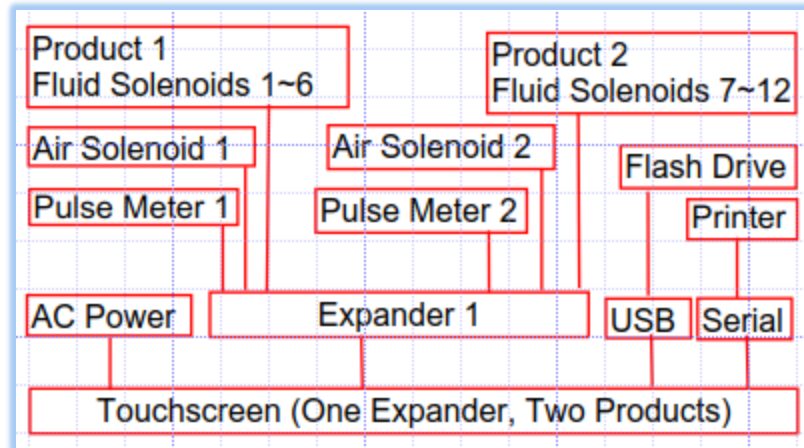 Product 1
Fluid Solenoids 1~6
Product 2
Fluid Solenoids 7~12
Air Solenoid 1
Air Solenoid 2
Flash Drive
Pulse Meter 1
Pulse Meter 2
Printer
AC Power
Expander 1
USB
Serial
Touchscreen (One Expander, Two Products)